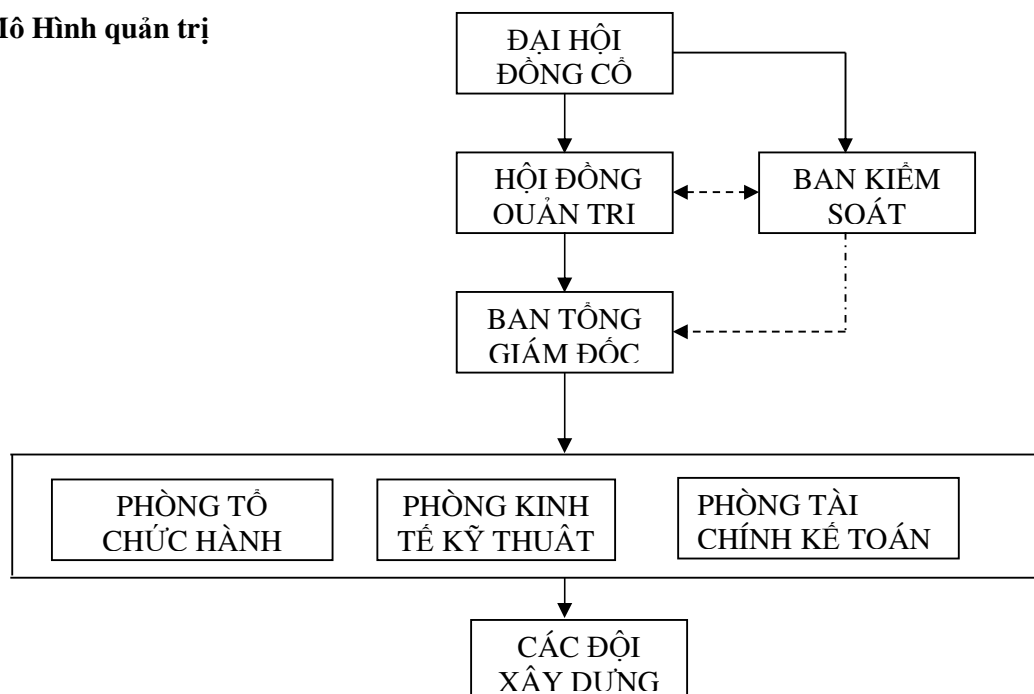 Mô Hình quản trị
ĐẠI HỘI
ĐỒNG CỔ
HỘI ĐỒNG
QUẢN TRỊ
BAN KIỂM
SOÁT
BAN TỔNG
GIÁM ĐỐC
PHÒNG TỔ
CHỨC HÀNH
PHÒNG KINH
TẾ KỸ THUẬT
PHÒNG TÀI
CHÍNH KẾ TOÁN
CÁC ĐỘI
XÂY DỰNG